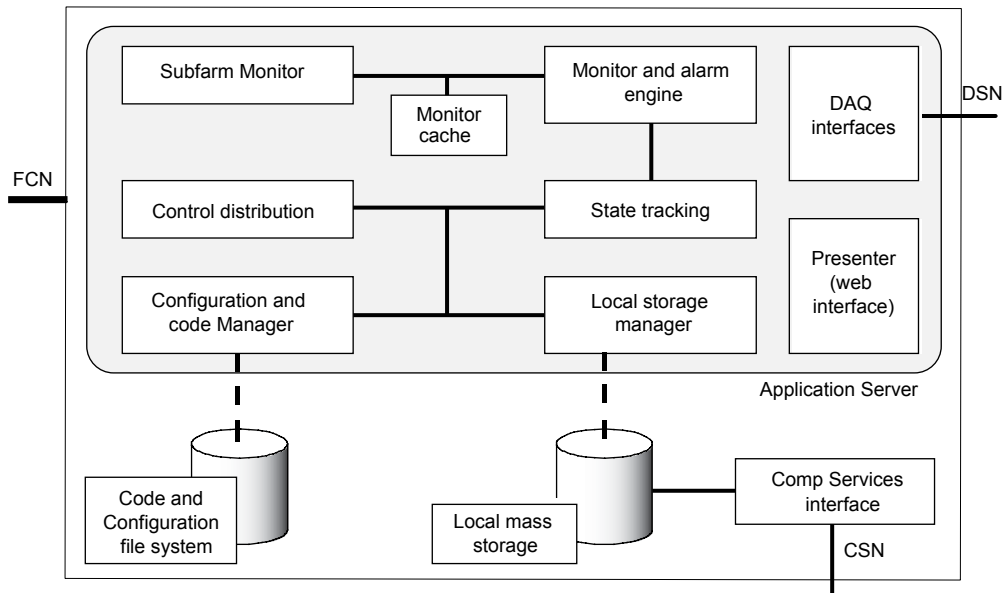 Subfarm Monitor
Monitor and alarm
engine
Monitor
cache
DAQ
interfaces
DSN
FCN
Control distribution
State tracking
Presenter
(web
interface)
Configuration and
code Manager
Local storage
manager
Application Server
Code and
Configuration
file system
Local mass
storage
Comp Services
interface
CSN